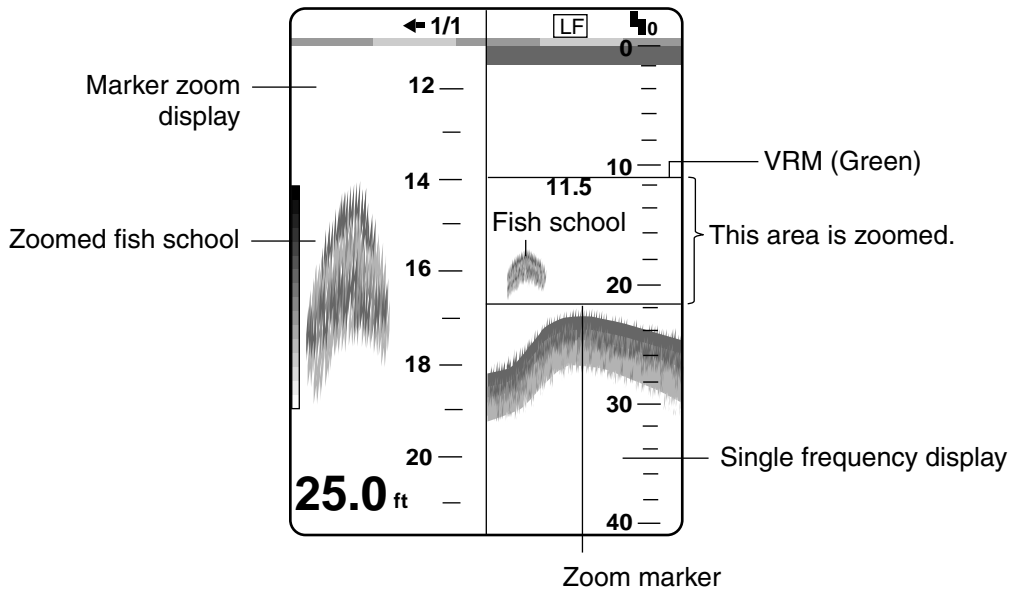 1/1
LF
0
0
Marker zoom
display
12
10
VRM (Green)
14
11.5
Zoomed fish school
Fish school
This area is zoomed.
16
20
18
30
20
Single frequency display
25.0 ft
40
Zoom marker